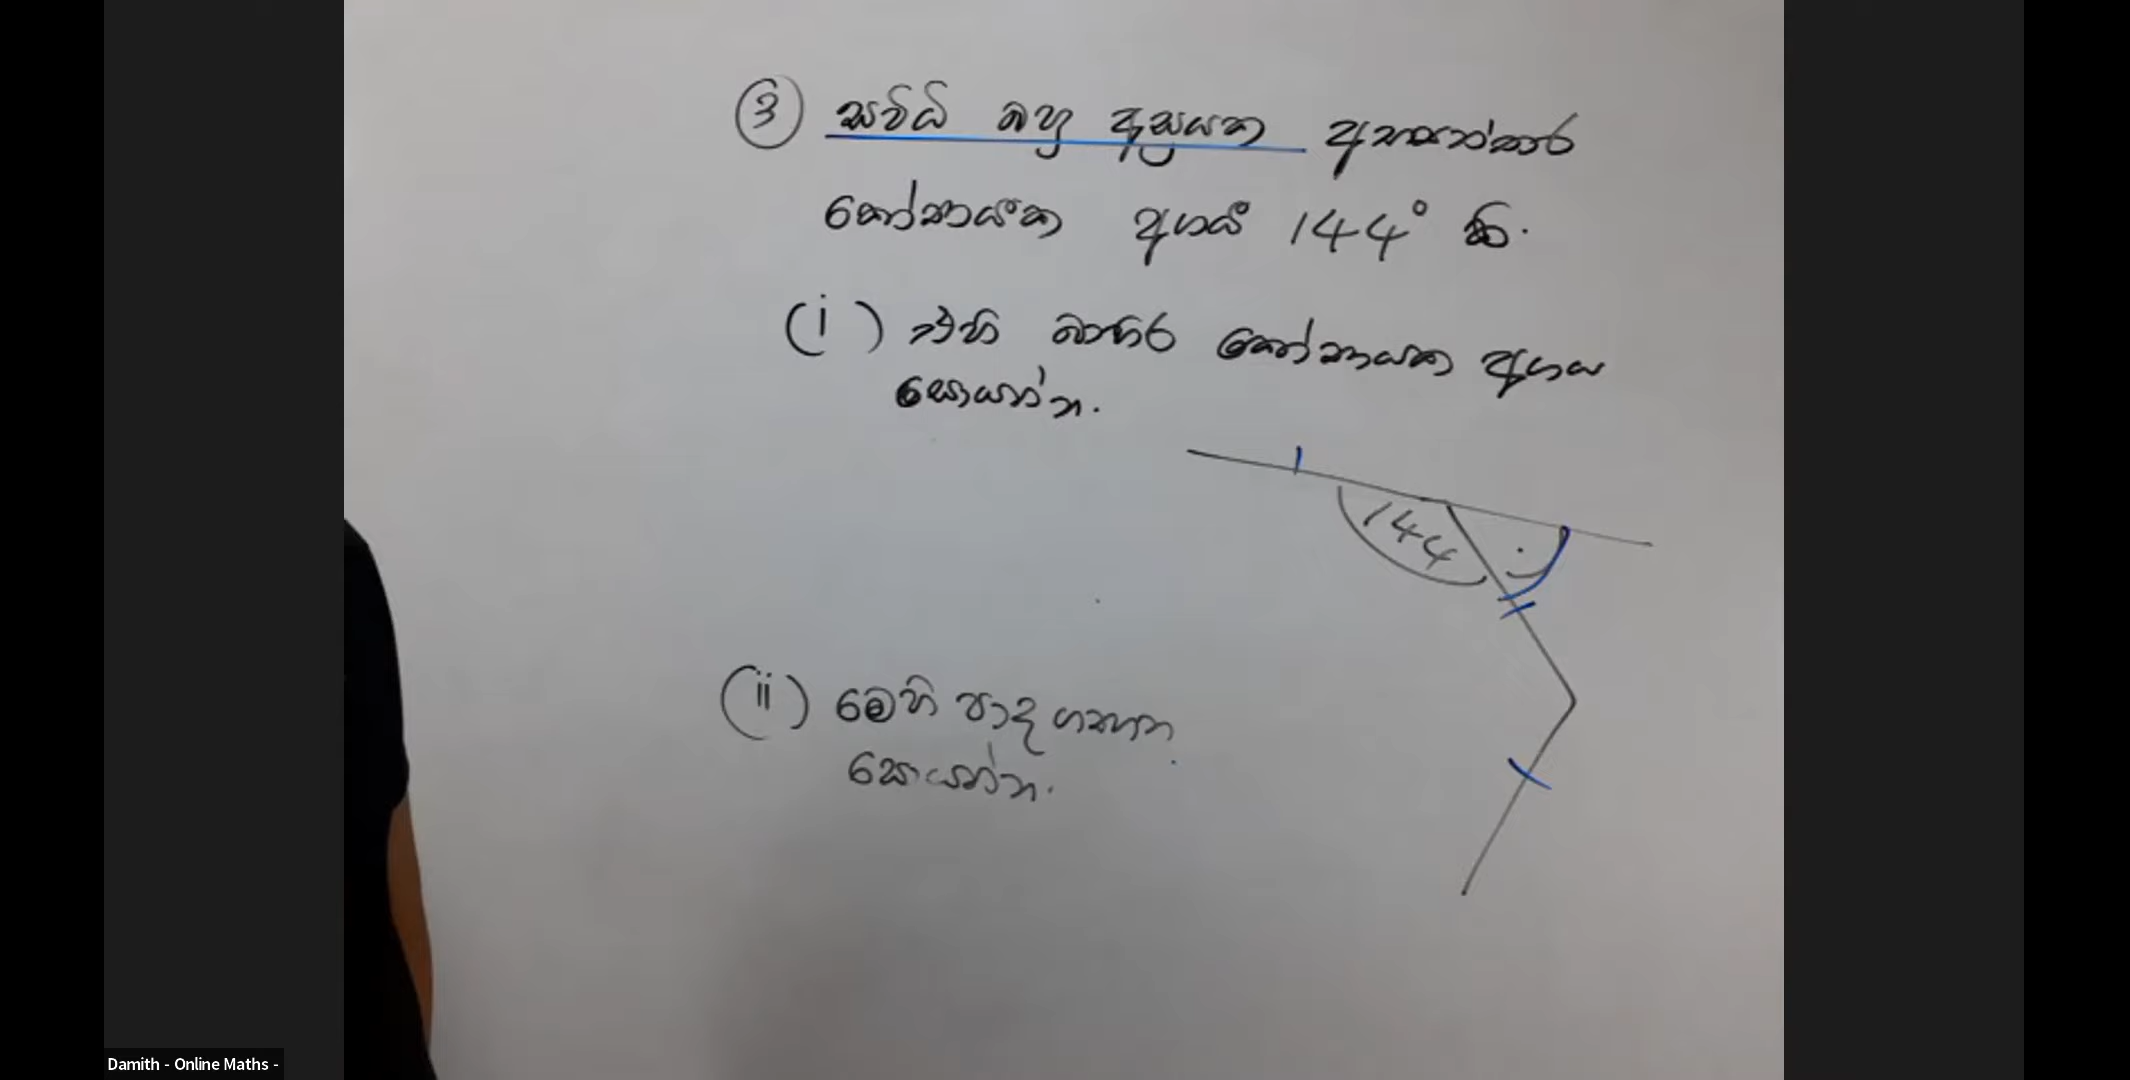 ③ සවිධි බහු අස්‍රයක අභ්‍යන්තර
කෝණයක අගය 144° කි.
(i) එහි බාහිර කෝණයක අගය
සොයන්න.
144
(ii) මෙහි පාද ගණන
සොයන්න.
Damith - Online Maths -